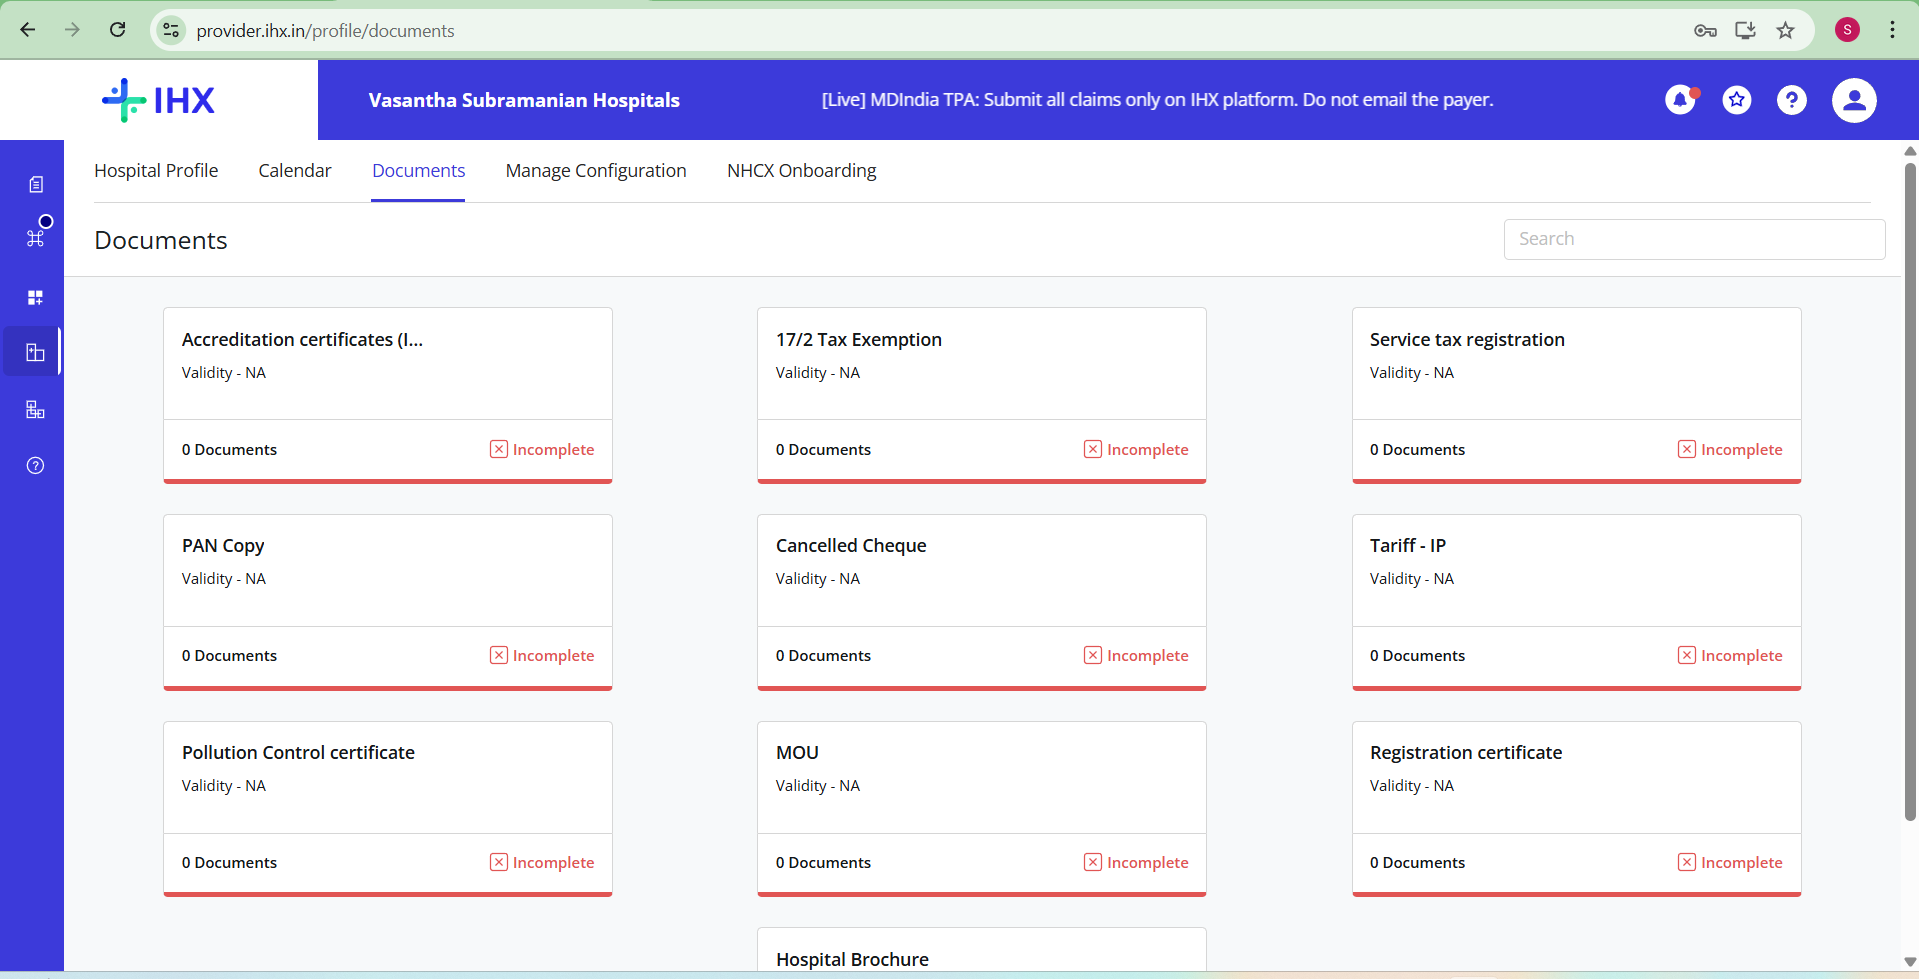 provider.ihx.in/profile/documents
S
IHX
Vasantha Subramanian Hospitals
[Live] MDIndia TPA: Submit all claims only on IHX platform. Do not email the payer.
Hospital Profile
Calendar
Documents
Manage Configuration
NHCX Onboarding
Documents
Search
Accreditation certificates (I...
Validity - NA
0 Documents
Incomplete
17/2 Tax Exemption
Validity - NA
0 Documents
Incomplete
Service tax registration
Validity - NA
0 Documents
Incomplete
PAN Copy
Validity - NA
0 Documents
Incomplete
Cancelled Cheque
Validity - NA
0 Documents
Incomplete
Tariff - IP
Validity - NA
0 Documents
Incomplete
Pollution Control certificate
Validity - NA
0 Documents
Incomplete
MOU
Validity - NA
0 Documents
Incomplete
Registration certificate
Validity - NA
0 Documents
Incomplete
Hospital Brochure